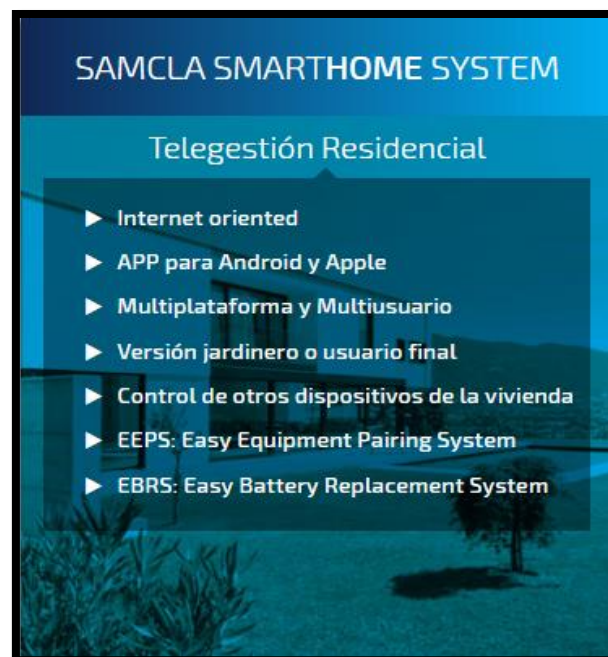 SAMCLA SMARTHOME SYSTEM
Telegestión Residencial
► Internet oriented
► APP para Android y Apple
► Multiplataforma y Multiusuario
► Versión jardinero o usuario final
► Control de otros dispositivos de la vivienda
► EEPS: Easy Equipment Pairing System
► EBRS: Easy Battery Replacement System